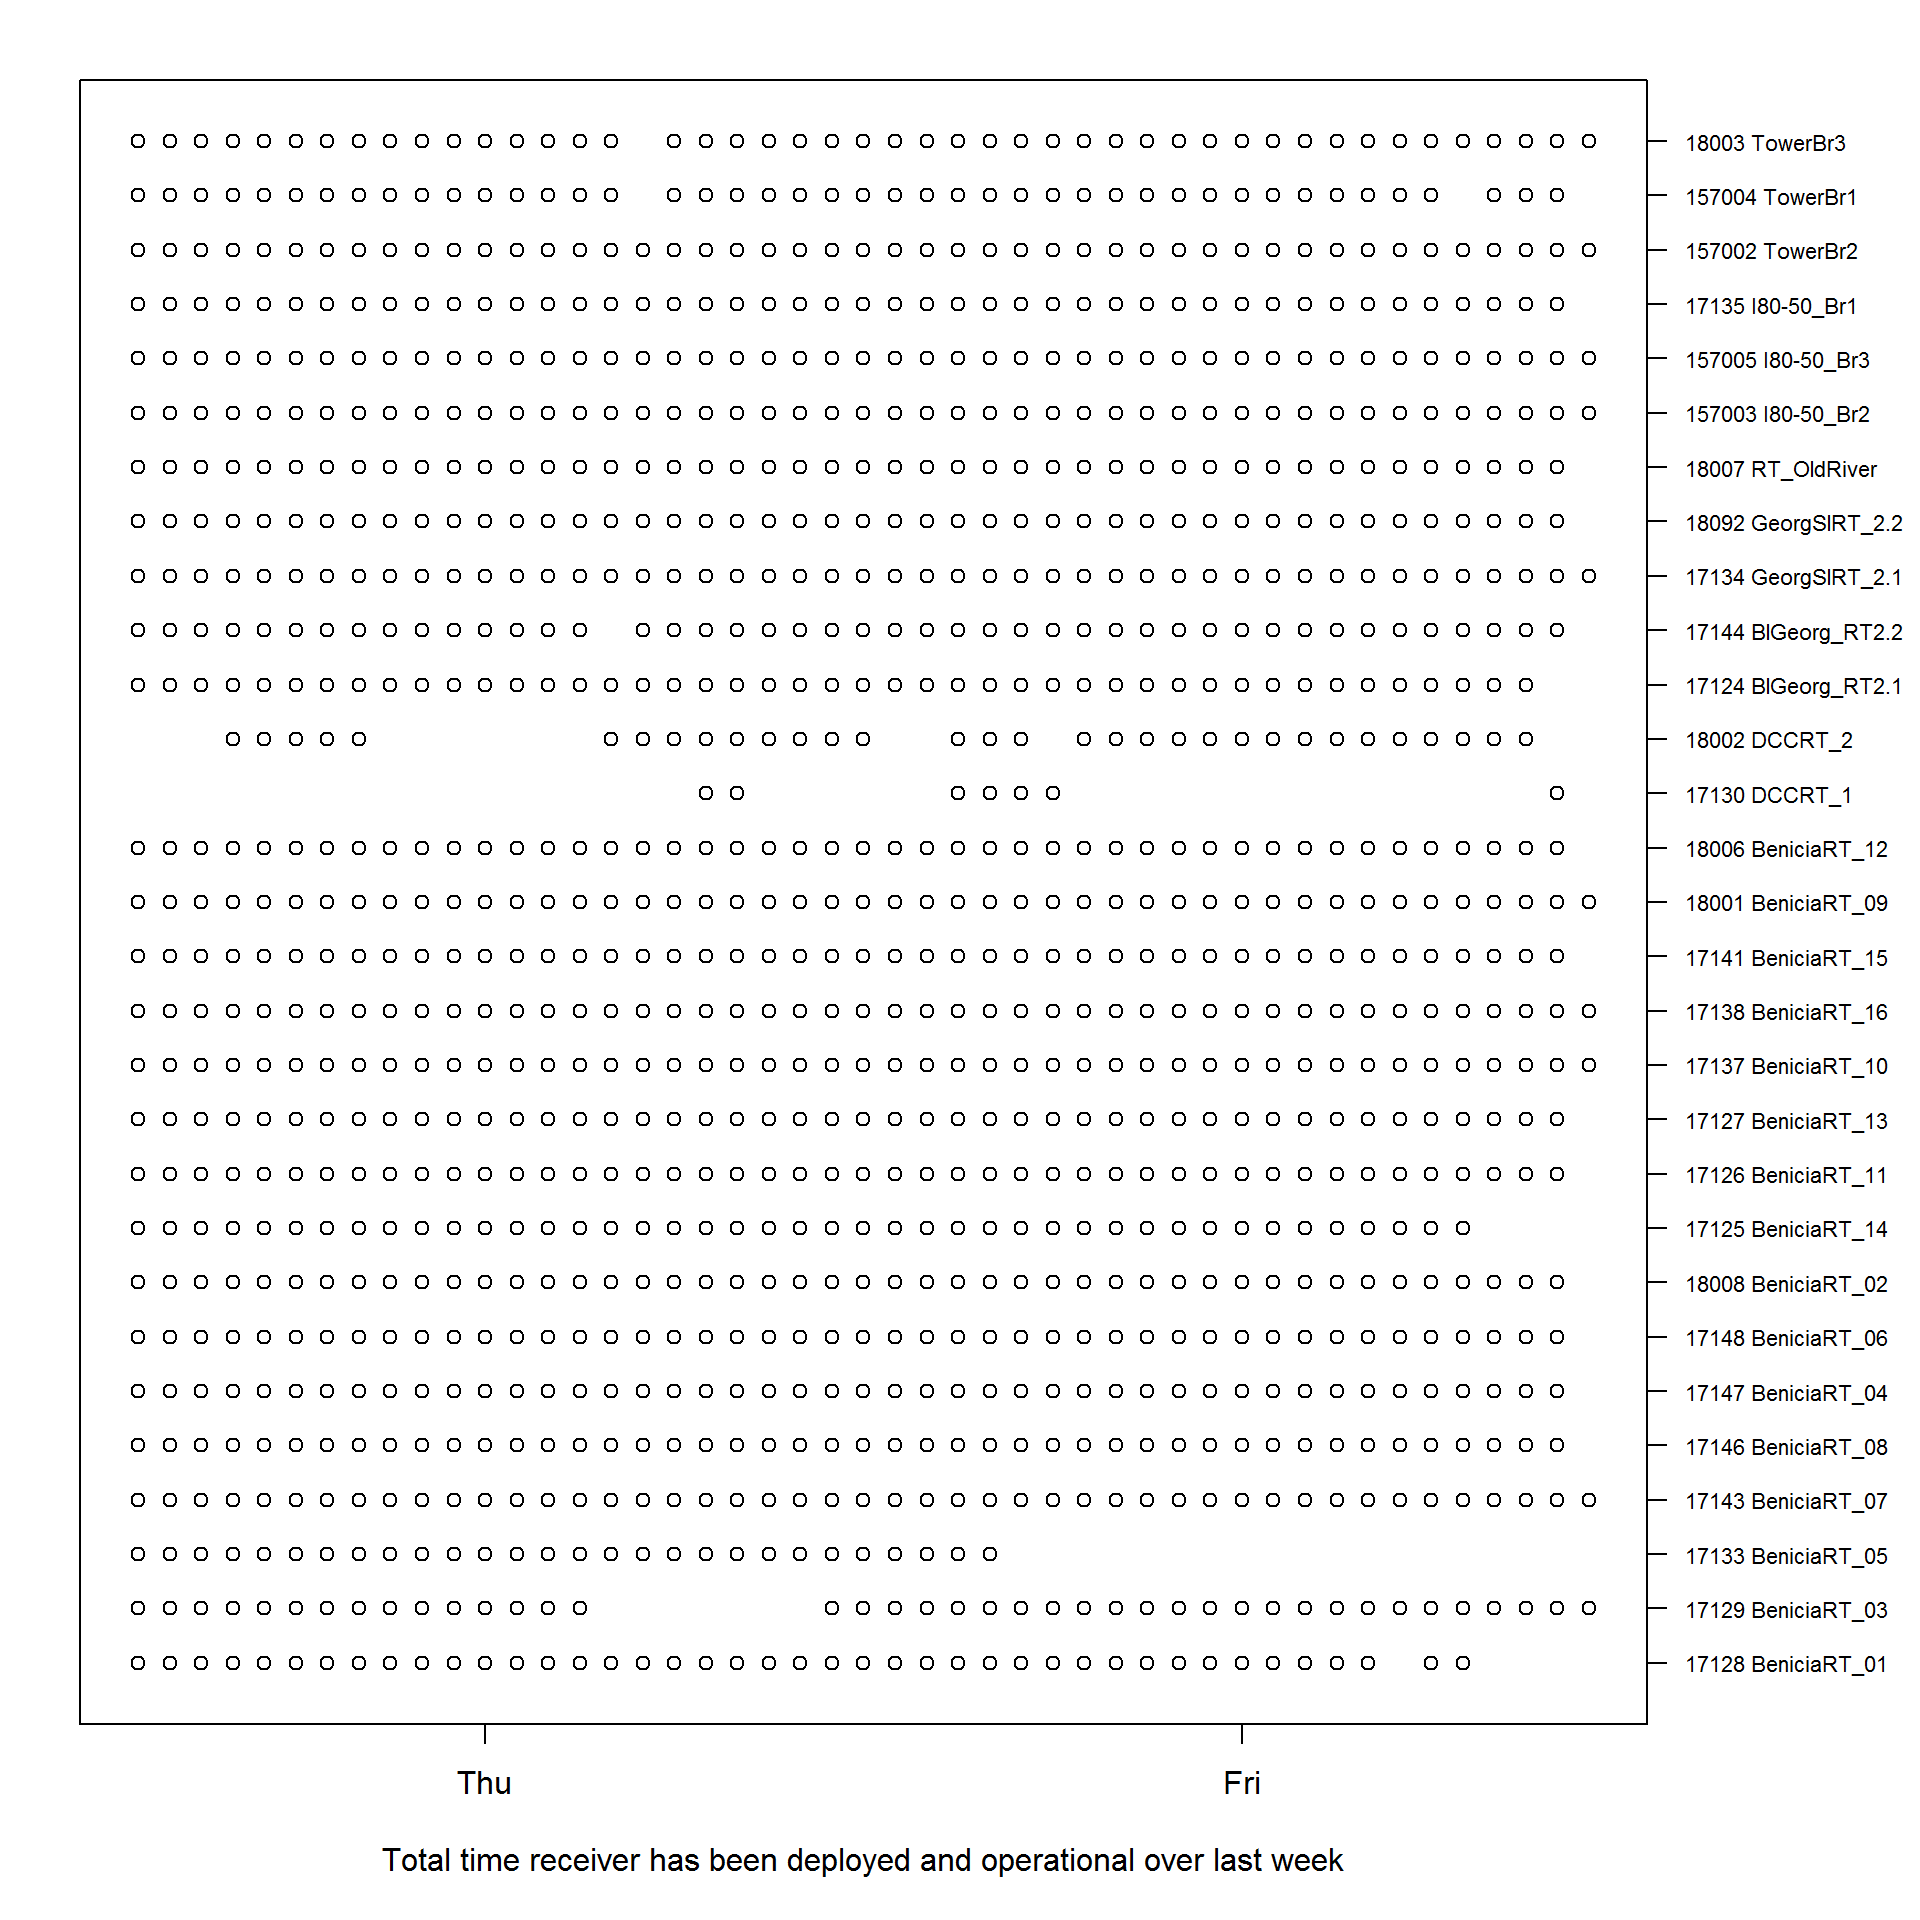 18003 TowerBr3
157004 TowerBr1
157002 TowerBr2
17135 I80-50_Br1
157005 I80-50_Br3
157003 I80-50_Br2
18007 RT_OldRiver
18092 GeorgSlRT_2.2
17134 GeorgSlRT_2.1
17144 BlGeorg_RT2.2
17124 BlGeorg_RT2.1
18002 DCCRT_2
17130 DCCRT_1
18006 BeniciaRT_12
18001 BeniciaRT_09
17141 BeniciaRT_15
17138 BeniciaRT_16
17137 BeniciaRT_10
17127 BeniciaRT_13
17126 BeniciaRT_11
17125 BeniciaRT_14
18008 BeniciaRT_02
17148 BeniciaRT_06
17147 BeniciaRT_04
17146 BeniciaRT_08
17143 BeniciaRT_07
17133 BeniciaRT_05
17129 BeniciaRT_03
17128 BeniciaRT_01
Thu Fri
Total time receiver has been deployed and operational over last week